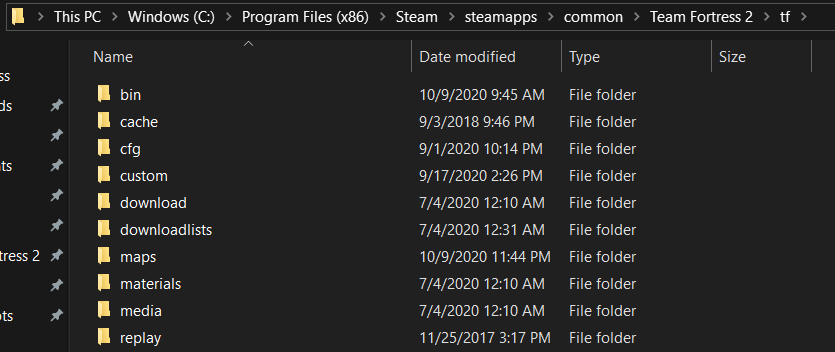 This PC > Windows (C:) > Program Files (x86) > Steam > steamapps > common > Team Fortress 2 > tf >
Name Date modified Type Size
ss
ds
nts
tress 2
ots
bin 10/9/2020 9:45 AM File folder
cache 9/3/2018 9:46 PM File folder
cfg 9/1/2020 10:14 PM File folder
custom 9/17/2020 2:26 PM File folder
download 7/4/2020 12:10 AM File folder
downloadlists 7/4/2020 12:31 AM File folder
maps 10/9/2020 11:44 PM File folder
materials 7/4/2020 12:10 AM File folder
media 7/4/2020 12:10 AM File folder
replay 11/25/2017 3:17 PM File folder